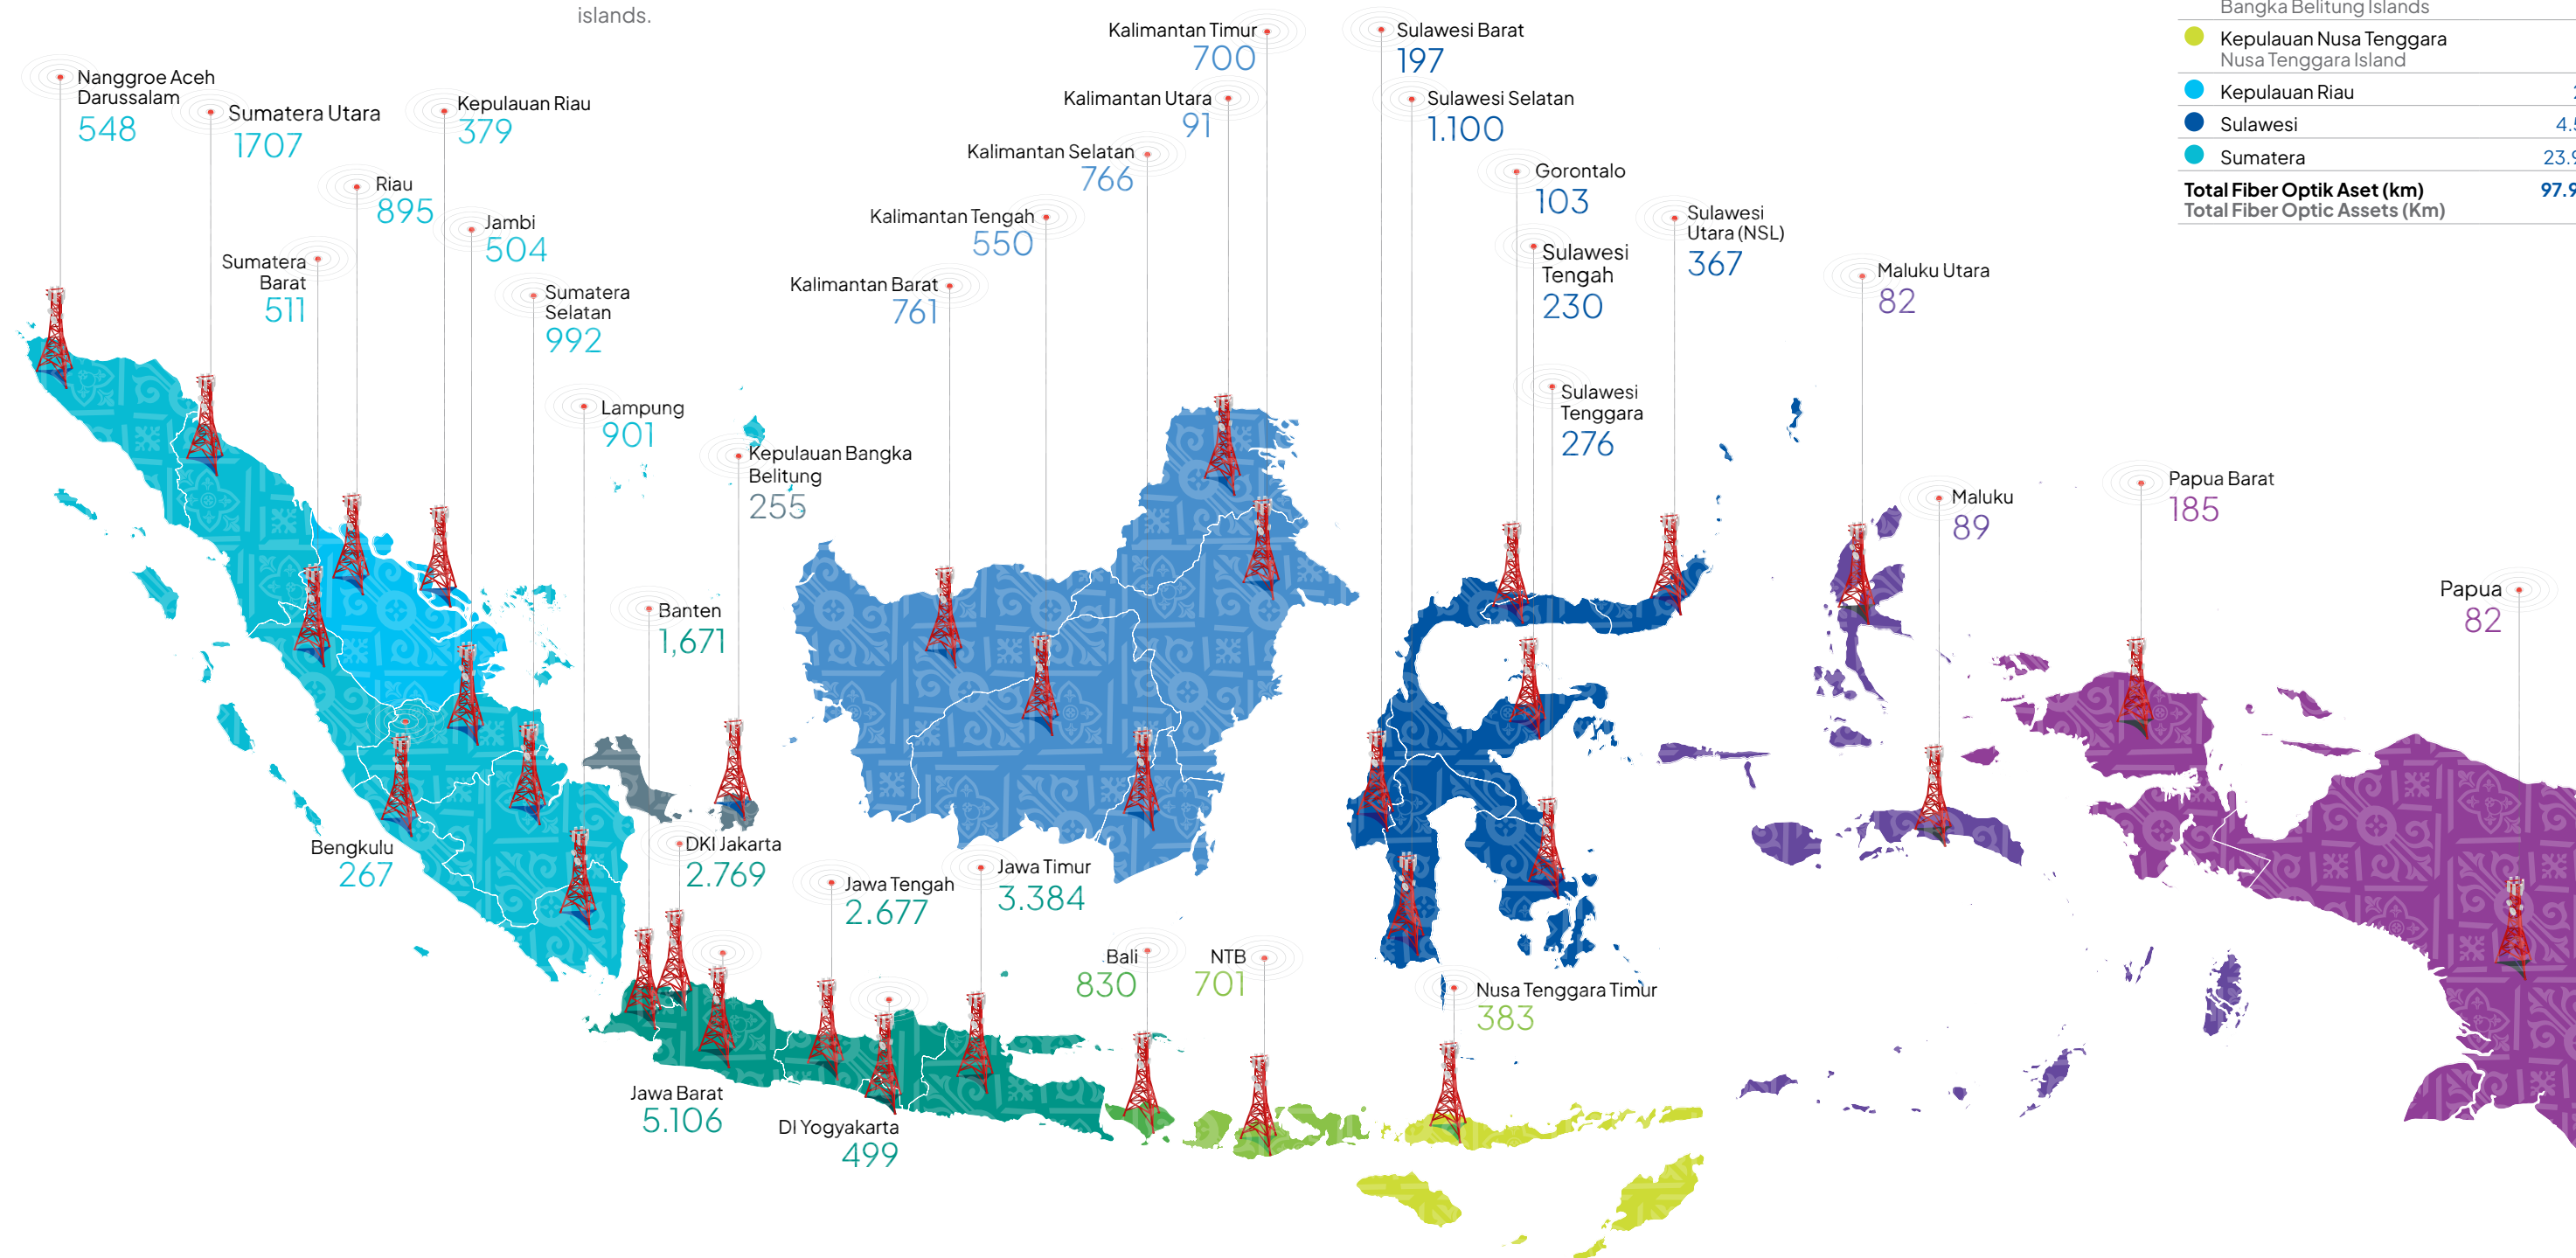 islands.
Nanggroe Aceh
Darussalam
548
Sumatera Utara
1707
Kepulauan Riau
379
Riau
895
Jambi
504
Sumatera
Barat
511
Sumatera
Selatan
992
Lampung
901
Kepulauan Bangka
Belitung
255
Bengkulu
267
Banten
1,671
DKI Jakarta
2.769
Jawa Barat
5.106
Jawa Tengah
2.677
DI Yogyakarta
499
Jawa Timur
3.384
Kalimantan Timur
700
Kalimantan Utara
91
Kalimantan Selatan
766
Kalimantan Tengah
550
Kalimantan Barat
761
Bali
830
NTB
701
Nusa Tenggara Timur
383
Sulawesi Barat
197
Sulawesi Selatan
1.100
Gorontalo
103
Sulawesi
Tengah
230
Sulawesi
Utara (NSL)
367
Sulawesi
Tenggara
276
Maluku Utara
82
Maluku
89
Papua Barat
185
Papua
82
Bangka Belitung Islands
Kepulauan Nusa Tenggara
Nusa Tenggara Island
Kepulauan Riau
Sulawesi 4.5
Sumatera 23.9
Total Fiber Optik Aset (km) 97.9
Total Fiber Optic Assets (Km)